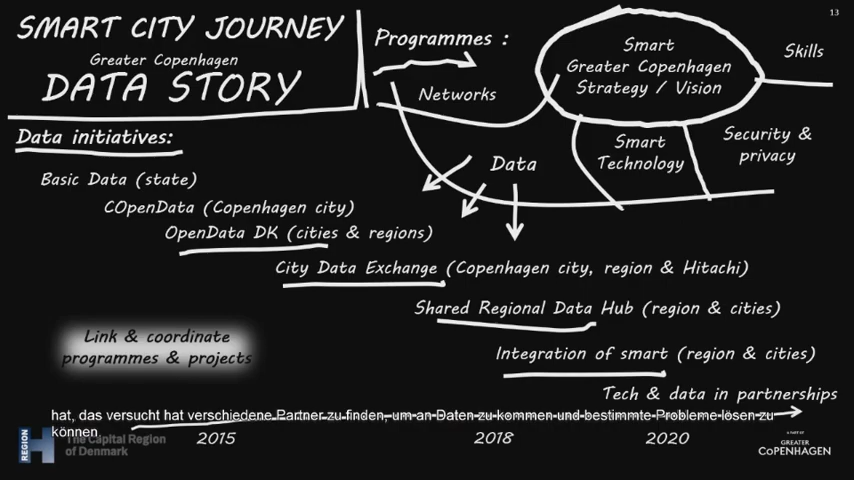 13
SMART CITY JOURNEY
Greater Copenhagen
DATA STORY
Programmes :
Networks
Smart
Greater Copenhagen
Strategy / Vision
Skills
Smart
Technology
Security &
privacy
Data
Data initiatives:
Basic Data (state)
COpenData (Copenhagen city)
OpenData DK (cities & regions)
City Data Exchange (Copenhagen city, region & Hitachi)
Shared Regional Data Hub (region & cities)
Integration of smart (region & cities)
Tech & data in partnerships
Link & coordinate
programmes & projects
hat, das versucht hat verschiedene Partner zu finden, um an Daten zu kommen und bestimmte Probleme lösen zu
können
2015
2018
2020
REGION
H
The Capital Region
of Denmark
A PART OF
GREATER
COPENHAGEN